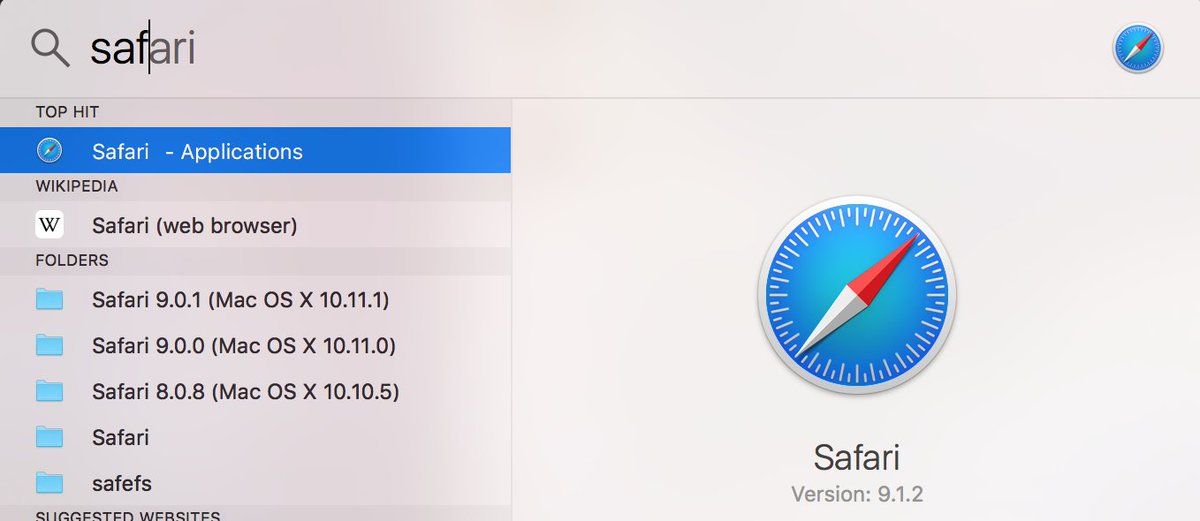 safari
TOP HIT
Safari - Applications
WIKIPEDIA
W Safari (web browser)
FOLDERS
Safari 9.0.1 (Mac OS X 10.11.1)
Safari 9.0.0 (Mac OS X 10.11.0)
Safari 8.0.8 (Mac OS X 10.10.5)
Safari
safefs
SUGGESTED WEBSITES
Safari
Version: 9.1.2